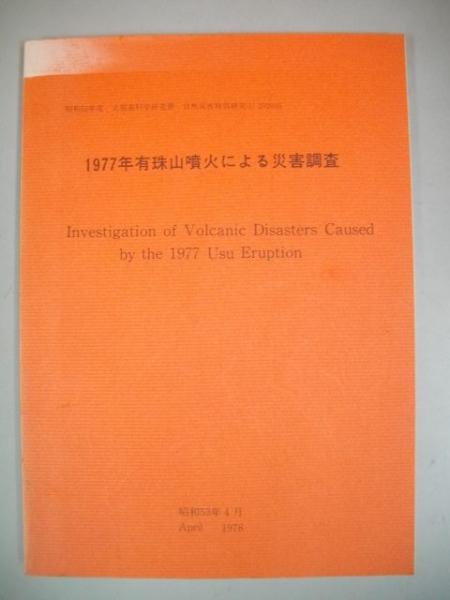 昭和52年度 文部省科学研究費 自然災害特別研究(1)
1977年有珠山噴火による災害調査
Investigation of Volcanic Disasters Caused
by the 1977 Usu Eruption
昭和53年4月
April 1978